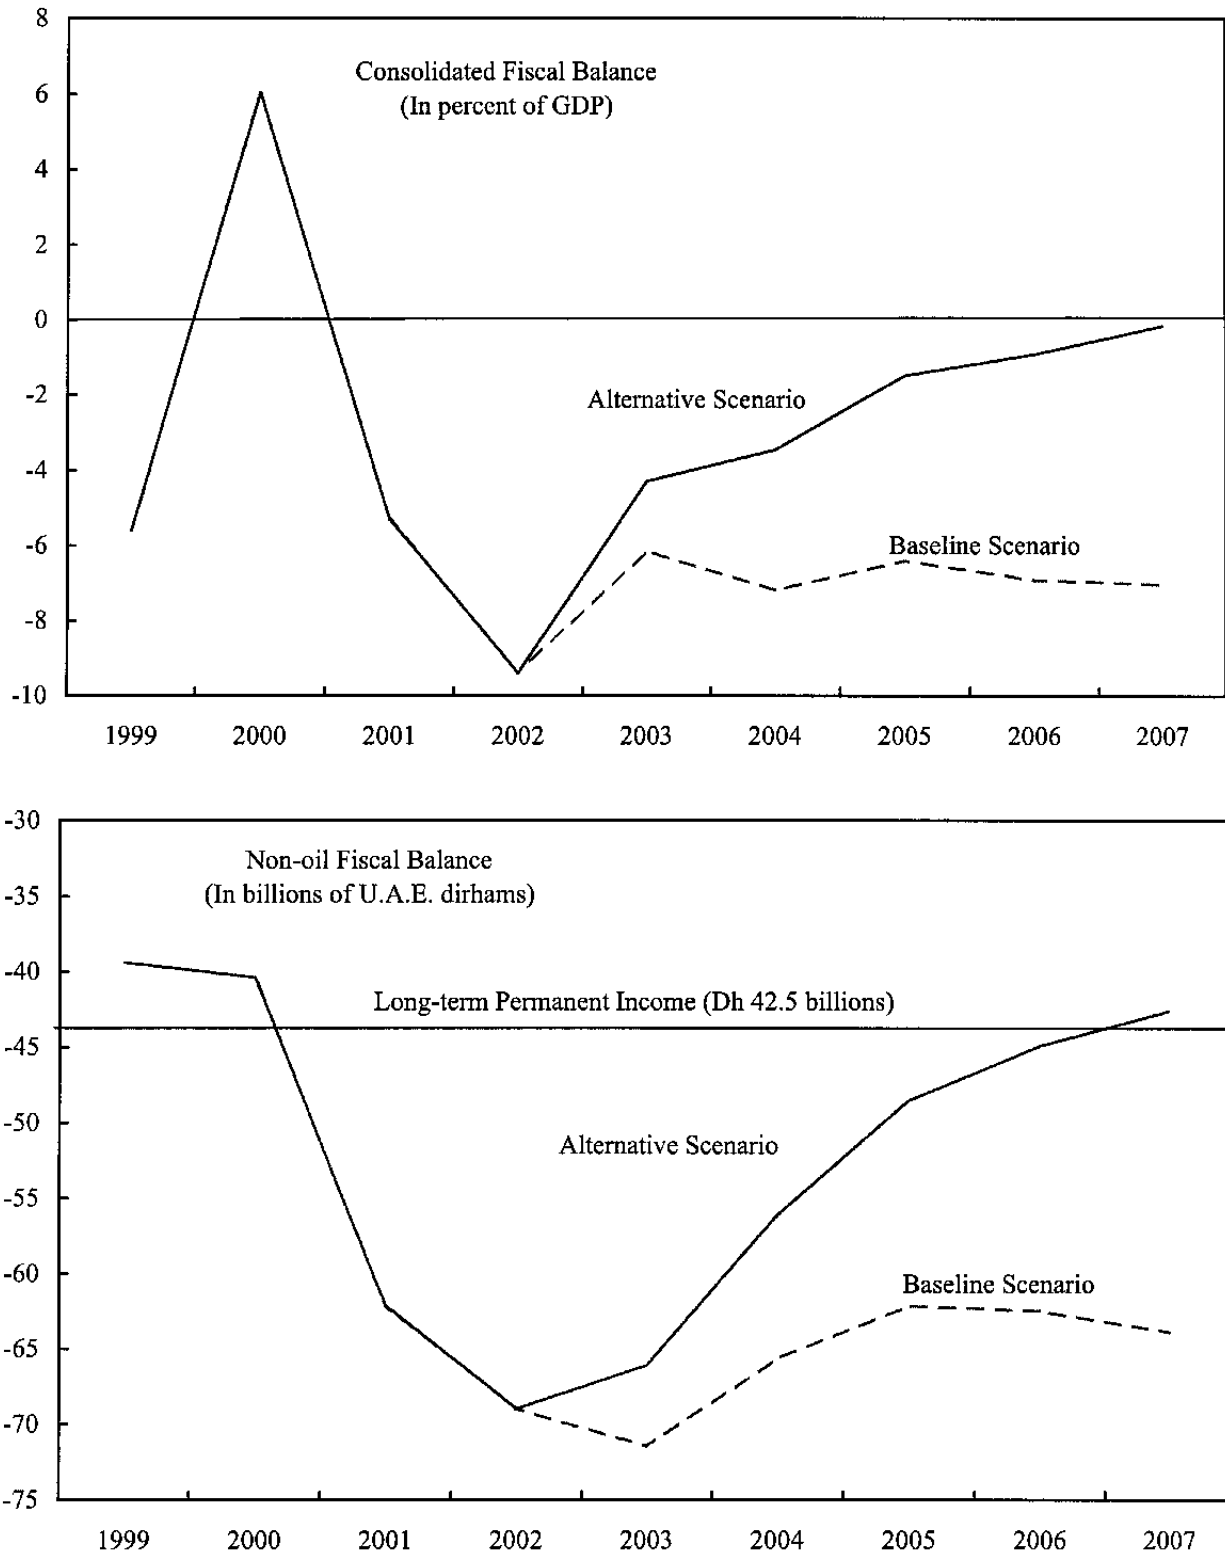 8
Consolidated Fiscal Balance
(In percent of GDP)
6
4
2
0
-2
Alternative Scenario
-4
-6
Baseline Scenario
-8
-10
1999 2000 2001 2002 2003 2004 2005 2006 2007
-30
Non-oil Fiscal Balance
(In billions of U.A.E. dirhams)
-35
-40
Long-term Permanent Income (Dh 42.5 billions)
-45
-50
Alternative Scenario
-55
-60
Baseline Scenario
-65
-70
-75
1999 2000 2001 2002 2003 2004 2005 2006 2007